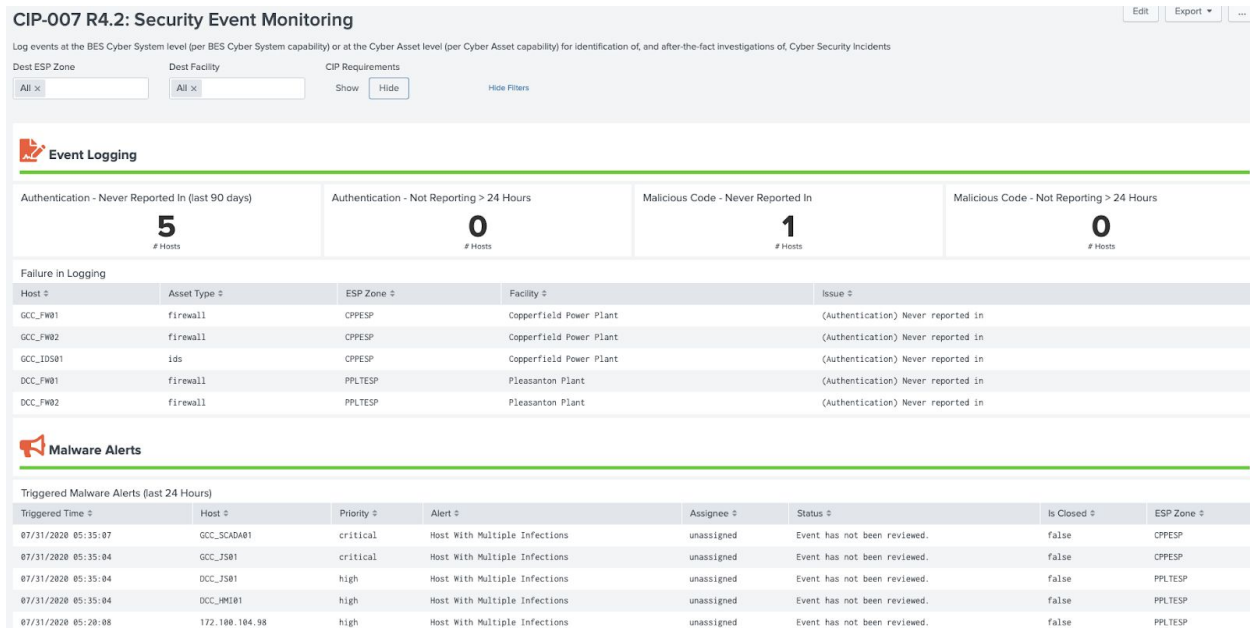 CIP-007 R4.2: Security Event Monitoring
Edit Export ▾ ...
Log events at the BES Cyber System level (per BES Cyber System capability) or at the Cyber Asset level (per Cyber Asset capability) for identification of, and after-the-fact investigations of, Cyber Security Incidents
Dest ESP Zone Dest Facility CIP Requirements
All × All × Show Hide Hide Filters
Event Logging
Authentication - Never Reported In (last 90 days) Authentication - Not Reporting > 24 Hours Malicious Code - Never Reported In Malicious Code - Not Reporting > 24 Hours
5 0 1 0
# Hosts # Hosts # Hosts # Hosts
Failure in Logging
Host Asset Type ESP Zone Facility Issue
GCC_FW01 firewall CPPESP Copperfield Power Plant (Authentication) Never reported in
GCC_FW02 firewall CPPESP Copperfield Power Plant (Authentication) Never reported in
GCC_IDS01 ids CPPESP Copperfield Power Plant (Authentication) Never reported in
DCC_FW01 firewall PPLTESP Pleasanton Plant (Authentication) Never reported in
DCC_FW02 firewall PPLTESP Pleasanton Plant (Authentication) Never reported in
Malware Alerts
Triggered Malware Alerts (last 24 Hours)
Triggered Time Host Priority Alert Assignee Status Is Closed ESP Zone
07/31/2020 05:35:07 GCC_SCADA01 critical Host With Multiple Infections unassigned Event has not been reviewed. false CPPESP
07/31/2020 05:35:04 GCC_JS01 critical Host With Multiple Infections unassigned Event has not been reviewed. false CPPESP
07/31/2020 05:35:04 DCC_JS01 high Host With Multiple Infections unassigned Event has not been reviewed. false PPLTESP
07/31/2020 05:35:04 DCC_HMI01 high Host With Multiple Infections unassigned Event has not been reviewed. false PPLTESP
07/31/2020 05:20:08 172.100.104.98 high Host With Multiple Infections unassigned Event has not been reviewed. false PPLTESP